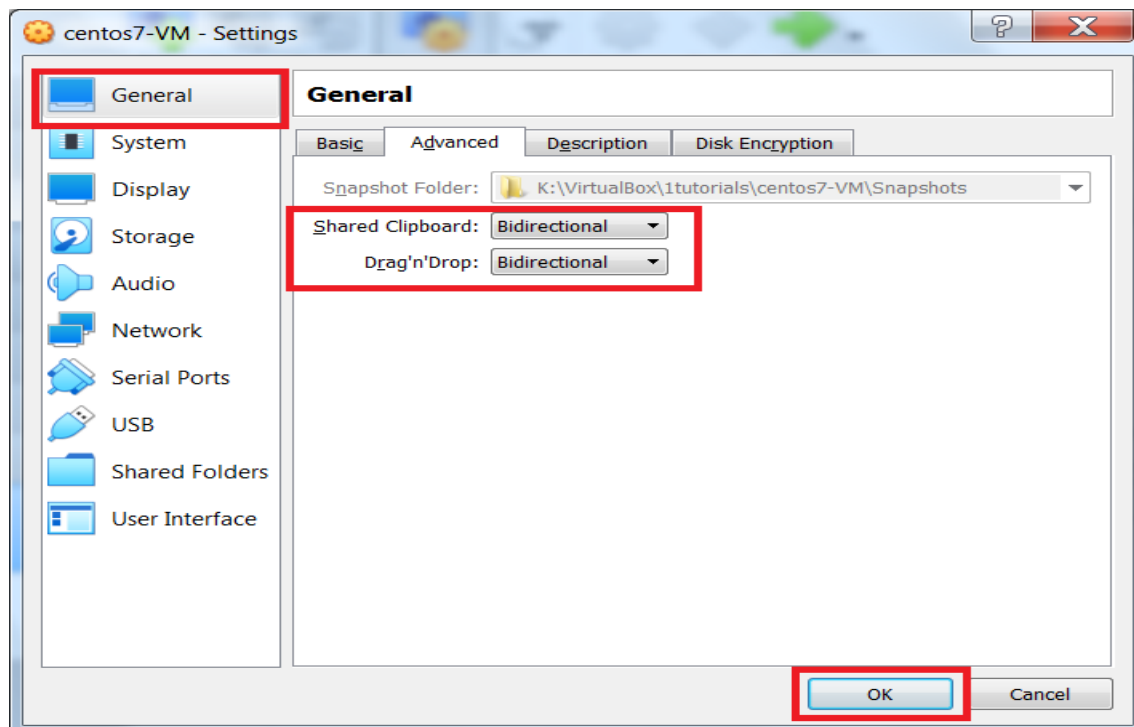 centos7-VM - Settings
General
System
Display
Storage
Audio
Network
Serial Ports
USB
Shared Folders
User Interface
General
Basic Advanced Description Disk Encryption
Snapshot Folder: K:\VirtualBox\1tutorials\centos7-VM\Snapshots
Shared Clipboard: Bidirectional
Drag'n'Drop: Bidirectional
OK Cancel